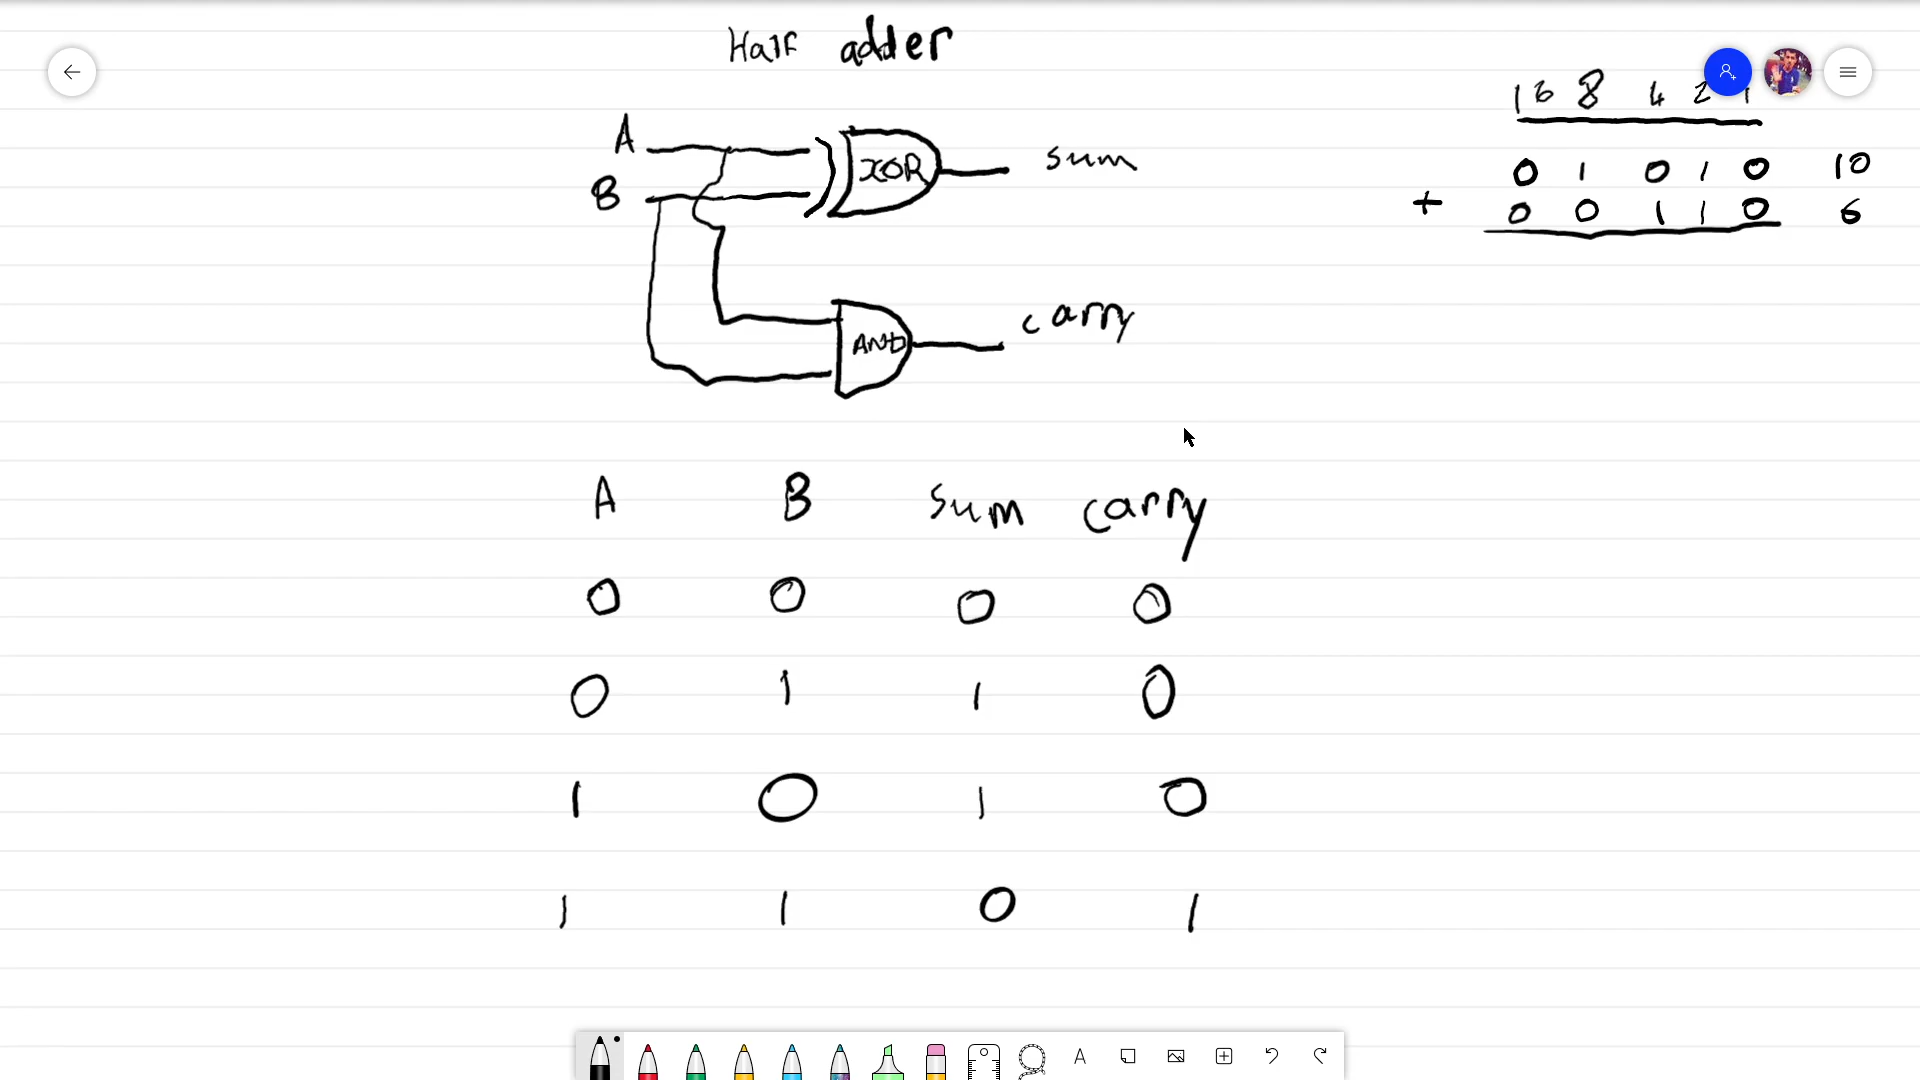 Half adder
A
B
XOR
sum
AND
carry
16 8 4 2 1
0 1 0 1 0 10
+ 0 0 1 1 0 6
A B sum carry
0 0 0 0
0 1 1 0
1 0 1 0
1 1 0 1
A